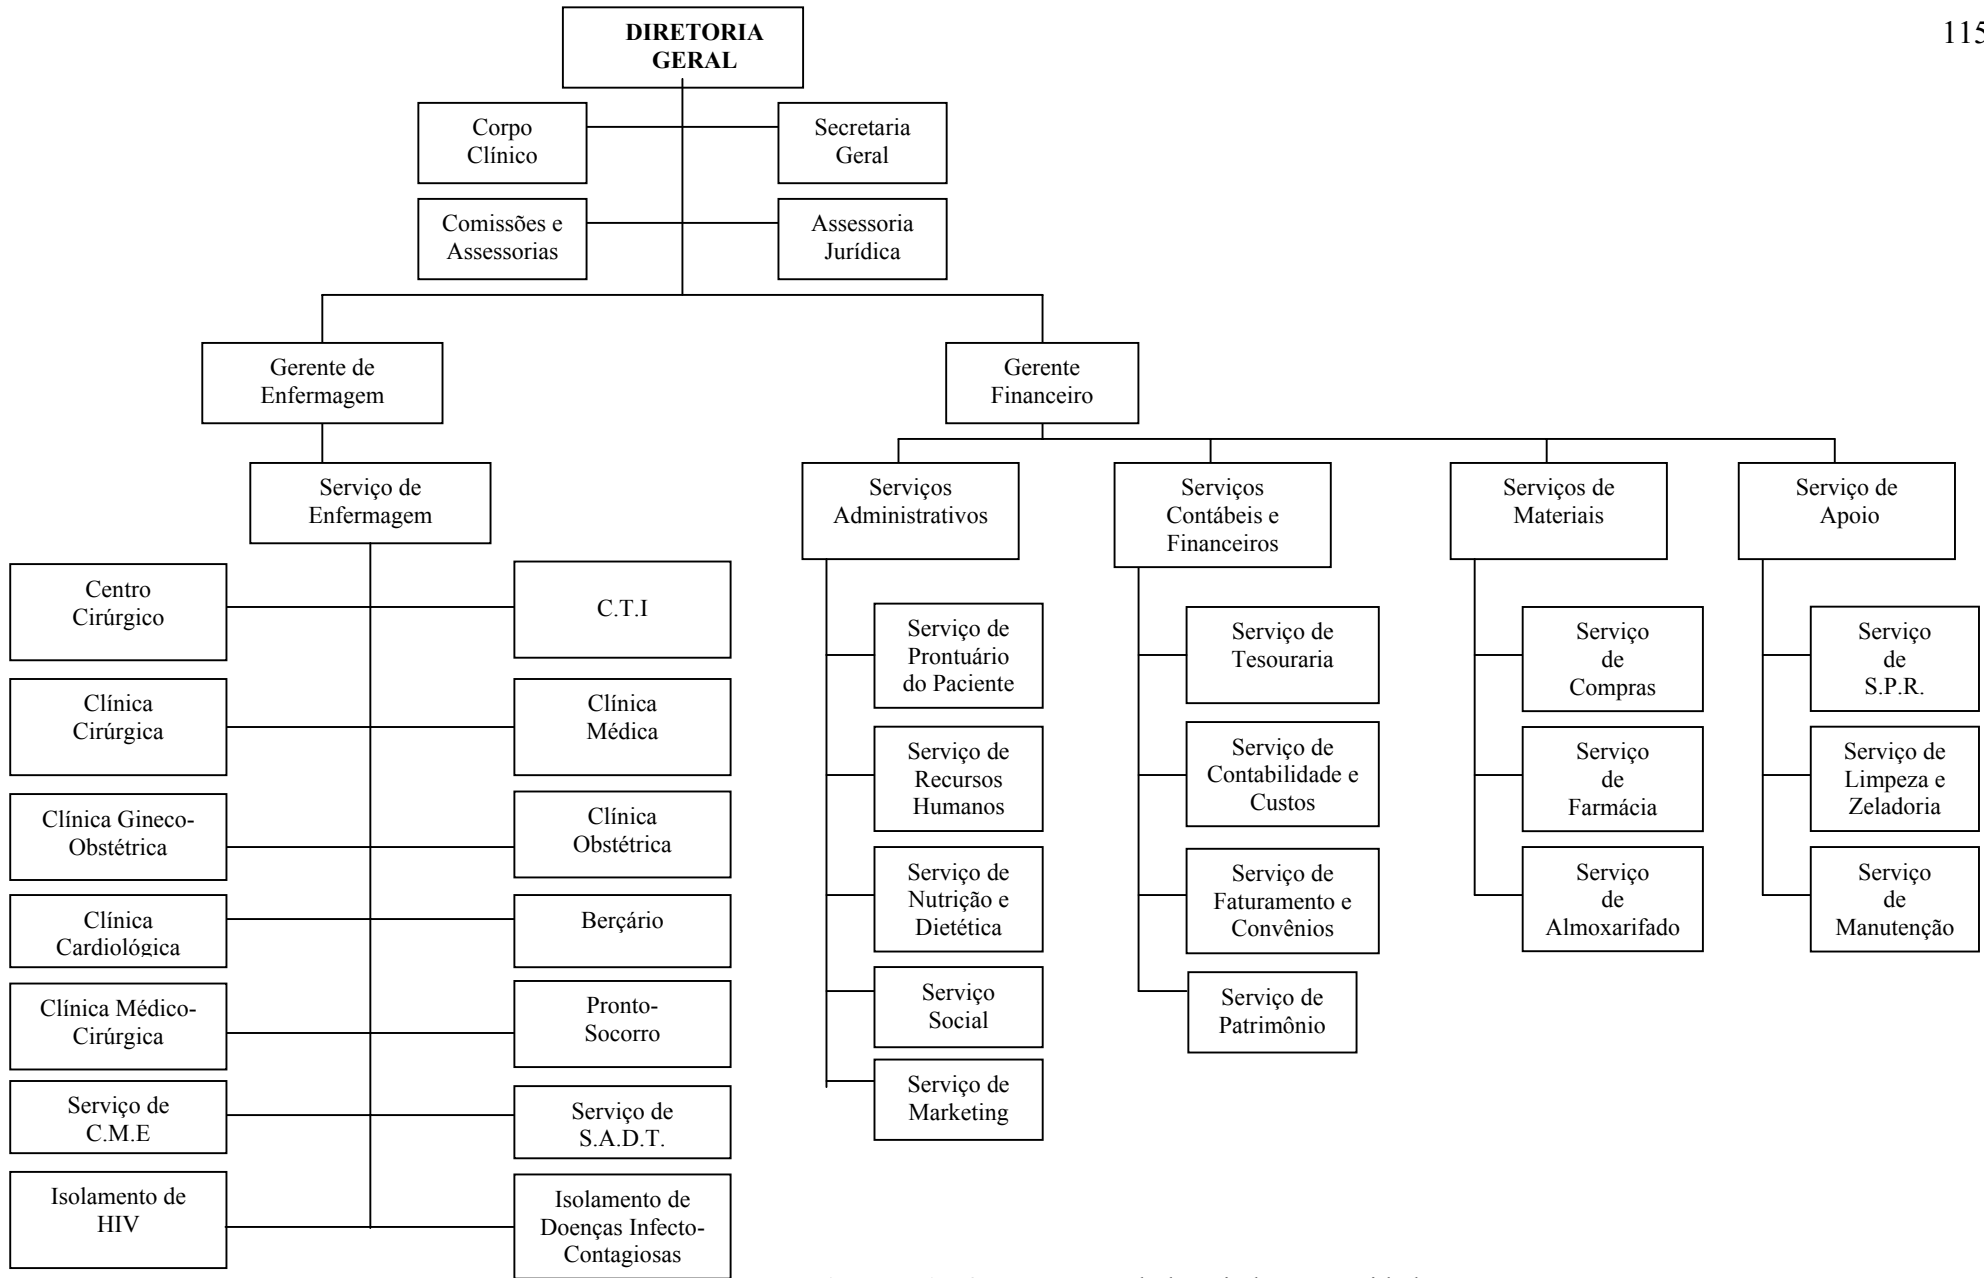 115
DIRETORIA
GERAL
Corpo
Clínico
Secretaria
Geral
Comissões e
Assessorias
Assessoria
Jurídica
Gerente de
Enfermagem
Gerente
Financeiro
Serviço de
Enfermagem
Serviços
Administrativos
Serviços
Contábeis e
Financeiros
Serviços de
Materiais
Serviço de
Apoio
Centro
Cirúrgico
C.T.I
Clínica
Cirúrgica
Clínica
Médica
Clínica Gineco-
Obstétrica
Clínica
Obstétrica
Clínica
Cardiológica
Berçário
Clínica Médico-
Cirúrgica
Pronto-
Socorro
Serviço de
C.M.E
Serviço de
S.A.D.T.
Isolamento de
HIV
Isolamento de
Doenças Infecto-
Contagiosas
Serviço de
Prontuário
do Paciente
Serviço de
Recursos
Humanos
Serviço de
Nutrição e
Dietética
Serviço
Social
Serviço de
Marketing
Serviço de
Tesouraria
Serviço de
Contabilidade e
Custos
Serviço de
Faturamento e
Convênios
Serviço de
Patrimônio
Serviço
de
Compras
Serviço
de
Farmácia
Serviço
de
Almoxarifado
Serviço
de
S.P.R.
Serviço de
Limpeza e
Zeladoria
Serviço
de
Manutenção